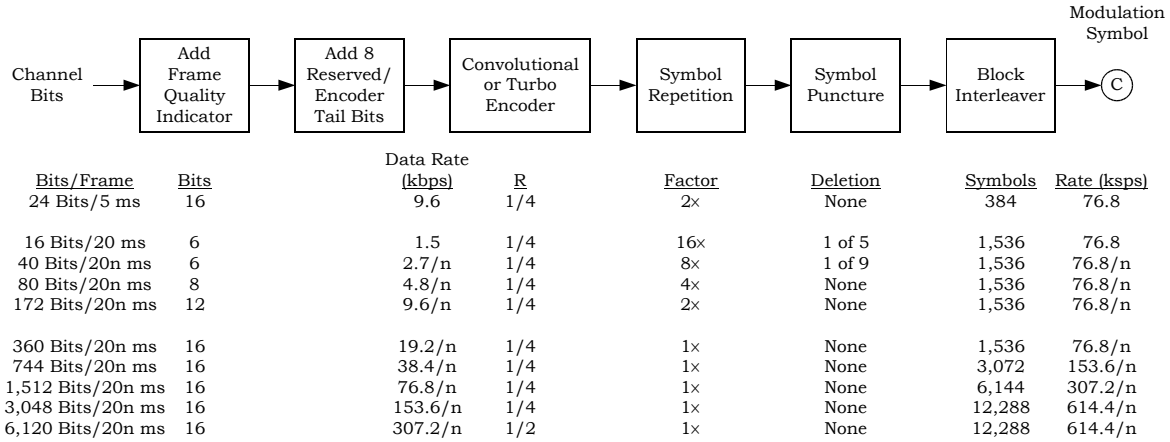 Modulation
Symbol
Channel
Bits
Add
Frame
Quality
Indicator
Add 8
Reserved/
Encoder
Tail Bits
Convolutional
or Turbo
Encoder
Symbol
Repetition
Symbol
Puncture
Block
Interleaver
C
Data Rate
Bits/Frame Bits (kbps) R Factor Deletion Symbols Rate (ksps)
24 Bits/5 ms 16 9.6 1/4 2× None 384 76.8
16 Bits/20 ms 6 1.5 1/4 16× 1 of 5 1,536 76.8
40 Bits/20n ms 6 2.7/n 1/4 8× 1 of 9 1,536 76.8/n
80 Bits/20n ms 8 4.8/n 1/4 4× None 1,536 76.8/n
172 Bits/20n ms 12 9.6/n 1/4 2× None 1,536 76.8/n
360 Bits/20n ms 16 19.2/n 1/4 1× None 1,536 76.8/n
744 Bits/20n ms 16 38.4/n 1/4 1× None 3,072 153.6/n
1,512 Bits/20n ms 16 76.8/n 1/4 1× None 6,144 307.2/n
3,048 Bits/20n ms 16 153.6/n 1/4 1× None 12,288 614.4/n
6,120 Bits/20n ms 16 307.2/n 1/2 1× None 12,288 614.4/n